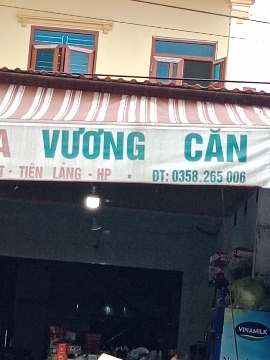 A VƯƠNG CĂN
T - TIÊN LÃNG - HP . ĐT: 0358.265 006
VINAMILK